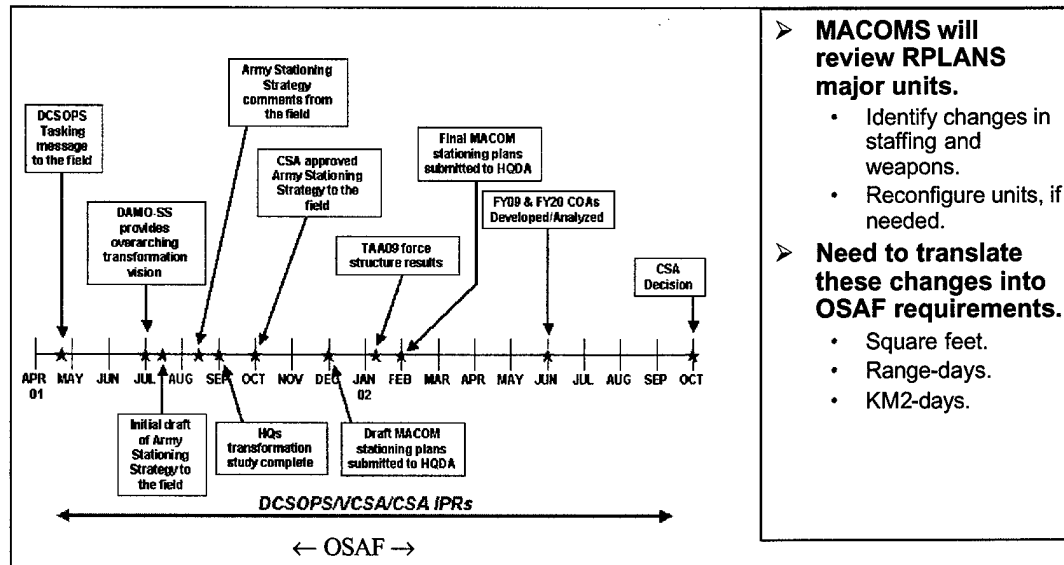 DCSOPS
Tasking
message
to the field
DAMO-SS
provides
overarching
transformation
vision
Army Stationing
Strategy
comments from
the field
CSA approved
Army Stationing
Strategy to the
field
TAA09 force
structure results
Final MACOM
stationing plans
submitted to HQDA
FY09 & FY20 COAs
Developed/Analyzed
CSA
Decision
APR
01
MAY
JUN
JUL
AUG
SEP
OCT
NOV
DEC
JAN
02
FEB
MAR
APR
MAY
JUN
JUL
AUG
SEP
OCT
Initial draft
of Army
Stationing
Strategy to
the field
HQs
transformation
study complete
Draft MACOM
stationing plans
submitted to HQDA
DCSOPS/VCSA/CSA IPRs
← OSAF →
➢ MACOMS will
review RPLANS
major units.
• Identify changes in
staffing and
weapons.
• Reconfigure units, if
needed.
➢ Need to translate
these changes into
OSAF requirements.
• Square feet.
• Range-days.
• KM2-days.